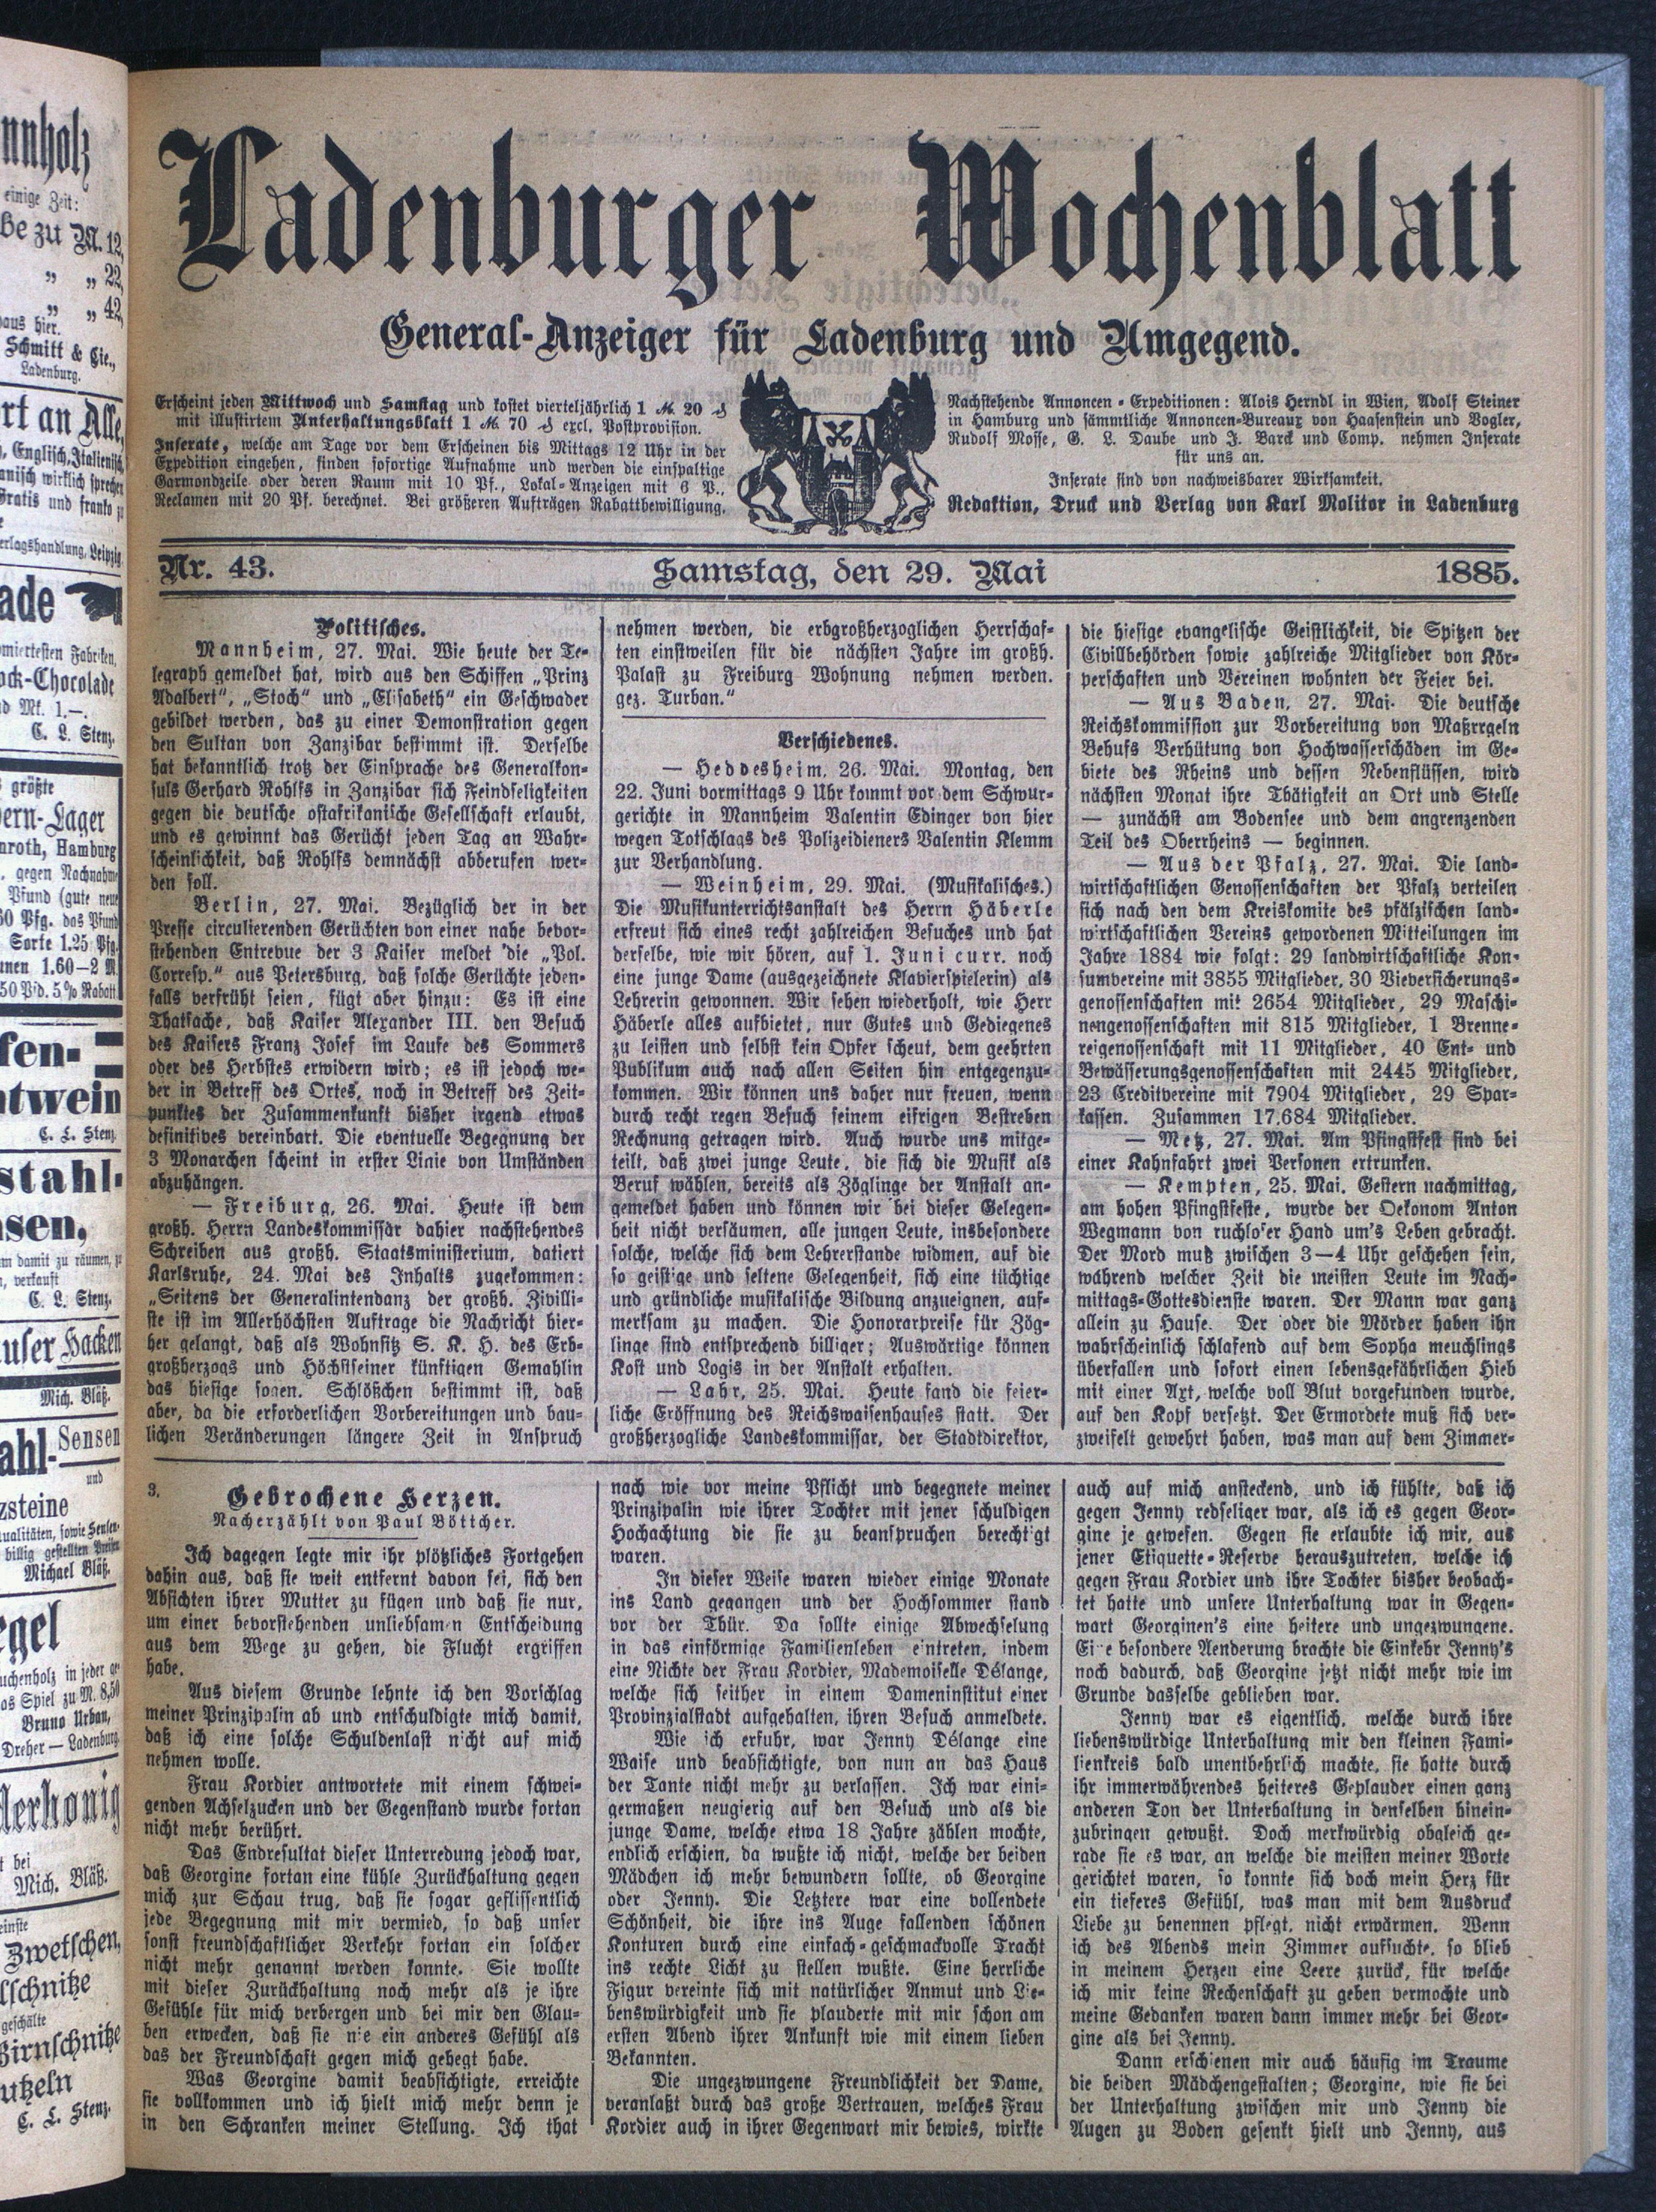 Ladenburger Wochenblatt
General-Anzeiger für Ladenburg und Umgegend.
Erscheint jeden Mittwoch und Samstag und kostet vierteljährlich 1 M. 20 ₰
mit illustirtem Unterhaltungsblatt 1 M. 70 ₰ excl. Postprovision.
Inserate, welche am Tage vor dem Erscheinen bis Mittags 12 Uhr in der
Expedition eingehen, finden sofortige Aufnahme und werden die einspaltige
Garmondzeile oder deren Raum mit 10 Pf., Lokal-Anzeigen mit 6 P.,
Reclamen mit 20 Pf. berechnet. Bei größeren Aufträgen Rabattbewilligung.
Nachstehende Annoncen-Expeditionen: Alois Herndl in Wien, Adolf Steiner
in Hamburg und sämmtliche Annoncen-Bureaux von Haasenstein und Vogler,
Rudolf Mosse, G. L. Daube und J. Barck und Comp. nehmen Inserate
für uns an.
Inserate sind von nachweisbarer Wirksamkeit.
Redaktion, Druck und Verlag von Karl Molitor in Ladenburg
Nr. 43. Samstag, den 29. Mai 1885.
Politisches.
Mannheim, 27. Mai. Wie heute der Te-
legraph gemeldet hat, wird aus den Schiffen „Prinz
Adalbert“, „Stoch“ und „Elisabeth“ ein Geschwader
gebildet werden, das zu einer Demonstration gegen
den Sultan von Zanzibar bestimmt ist. Derselbe
hat bekanntlich trotz der Einsprache des Generalkon-
suls Gerhard Rohlfs in Zanzibar sich Feindseligkeiten
gegen die deutsche ostafrikanische Gesellschaft erlaubt,
und es gewinnt das Gerücht jeden Tag an Wahr-
scheinlichkeit, daß Rohlfs demnächst abberufen wer-
den soll.
Berlin, 27. Mai. Bezüglich der in der
Presse circulierenden Gerüchten von einer nahe bevor-
stehenden Entrevue der 3 Kaiser meldet die „Pol.
Corresp.“ aus Petersburg, daß solche Gerüchte jeden-
falls verfrüht seien, fügt aber hinzu: Es ist eine
Thatsache, daß Kaiser Alexander III. den Besuch
des Kaisers Franz Josef im Laufe des Sommers
oder des Herbstes erwidern wird; es ist jedoch we-
der in Betreff des Ortes, noch in Betreff des Zeit-
punktes der Zusammenkunft bisher irgend etwas
definitives vereinbart. Die eventuelle Begegnung der
3 Monarchen scheint in erster Linie von Umständen
abzuhängen.
— Freiburg, 26. Mai. Heute ist dem
großh. Herrn Landeskommissär dahier nachstehendes
Schreiben aus großh. Staatsministerium, datiert
Karlsruhe, 24. Mai des Inhalts zugekommen:
„Seitens der Generalintendanz der großh. Zivilli-
ste ist im Allerhöchsten Auftrage die Nachricht hier-
her gelangt, daß als Wohnsitz S. K. H. des Erb-
großherzogs und Höchstseiner künftigen Gemahlin
das hiesige sogen. Schlößchen bestimmt ist, daß
aber, da die erforderlichen Vorbereitungen und bau-
lichen Veränderungen längere Zeit in Anspruch
nehmen werden, die erbgroßherzoglichen Herrschaf-
ten einstweilen für die nächsten Jahre im großh.
Palast zu Freiburg Wohnung nehmen werden.
gez. Turban.“
Verschiedenes.
— Heddesheim, 26. Mai. Montag, den
22. Juni vormittags 9 Uhr kommt vor dem Schwur-
gerichte in Mannheim Valentin Edinger von hier
wegen Totschlags des Polizeidieners Valentin Klemm
zur Verhandlung.
— Weinheim, 29. Mai. (Musikalisches.)
Die Musikunterrichtsanstalt des Herrn Häberle
erfreut sich eines recht zahlreichen Besuches und hat
derselbe, wie wir hören, auf 1. Juni curr. noch
eine junge Dame (ausgezeichnete Klavierspielerin) als
Lehrerin gewonnen. Wir sehen wiederholt, wie Herr
Häberle alles aufbietet, nur Gutes und Gediegenes
zu leisten und selbst kein Opfer scheut, dem geehrten
Publikum auch nach allen Seiten hin entgegenzu-
kommen. Wir können uns daher nur freuen, wenn
durch recht regen Besuch seinem eifrigen Bestreben
Rechnung getragen wird. Auch wurde uns mitge-
teilt, daß zwei junge Leute, die sich die Musik als
Beruf wählen, bereits als Zöglinge der Anstalt an-
gemeldet haben und können wir bei dieser Gelegen-
heit nicht versäumen, alle jungen Leute, insbesondere
solche, welche sich dem Lehrerstande widmen, auf die
so geistige und seltene Gelegenheit, sich eine tüchtige
und gründliche musikalische Bildung anzueignen, auf-
merksam zu machen. Die Honorarpreise für Zög-
linge sind entsprechend billiger; Auswärtige können
Kost und Logis in der Anstalt erhalten.
— Lahr, 25. Mai. Heute fand die feier-
liche Eröffnung des Reichswaisenhauses statt. Der
großherzogliche Landeskommissar, der Stadtdirektor,
die hiesige evangelische Geistlichkeit, die Spitzen der
Civilbehörden sowie zahlreiche Mitglieder von Kör-
perschaften und Vereinen wohnten der Feier bei.
— Aus Baden, 27. Mai. Die deutsche
Reichskommission zur Vorbereitung von Maßrrgeln
Behufs Verhütung von Hochwasserschäden im Ge-
biete des Rheins und dessen Nebenflüssen, wird
nächsten Monat ihre Thätigkeit an Ort und Stelle
— zunächst am Bodensee und dem angrenzenden
Teil des Oberrheins — beginnen.
— Aus der Pfalz, 27. Mai. Die land-
wirtschaftlichen Genossenschaften der Pfalz verteilen
sich nach den dem Kreiskomite des pfälzischen land-
wirtschaftlichen Vereins gewordenen Mitteilungen im
Jahre 1884 wie folgt: 29 landwirtschaftliche Kon-
sumvereine mit 3855 Mitglieder, 30 Vieversicherungs-
genossenschaften mit 2654 Mitglieder, 29 Maschi-
nengenossenschaften mit 815 Mitglieder, 1 Brenne-
reigenossenschaft mit 11 Mitglieder, 40 Ent- und
Bewässerungsgenossenschaften mit 2445 Mitglieder,
23 Creditvereine mit 7904 Mitglieder, 29 Spar-
kassen. Zusammen 17,684 Mitglieder.
— Metz, 27. Mai. Am Pfingstfest sind bei
einer Kahnfahrt zwei Personen ertrunken.
— Kempten, 25. Mai. Gestern nachmittag,
am hohen Pfingstfeste, wurde der Oekonom Anton
Wegmann von ruchloser Hand um's Leben gebracht.
Der Mord muß zwischen 3—4 Uhr geschehen sein,
während welcher Zeit die meisten Leute im Nach-
mittags-Gottesdienste waren. Der Mann war ganz
allein zu Hause. Der oder die Mörder haben ihn
wahrscheinlich schlafend auf dem Sopha meuchlings
überfallen und sofort einen lebensgefährlichen Hieb
mit einer Axt, welche voll Blut vorgefunden wurde,
auf den Kopf versetzt. Der Ermordete muß sich ver-
zweifelt gewehrt haben, was man auf dem Zimmer-
3.
Gebrochene Herzen.
Nacherzählt von Paul Böttcher.
Ich dagegen legte mir ihr plötzliches Fortgehen
dahin aus, daß sie weit entfernt davon sei, sich den
Absichten ihrer Mutter zu fügen und daß sie nur,
um einer bevorstehenden unliebsamen Entscheidung
aus dem Wege zu gehen, die Flucht ergriffen
habe.
Aus diesem Grunde lehnte ich den Vorschlag
meiner Prinzipalin ab und entschuldigte mich damit,
daß ich eine solche Schuldenlast nicht auf mich
nehmen wolle.
Frau Kordier antwortete mit einem schwei-
genden Achselzucken und der Gegenstand wurde fortan
nicht mehr berührt.
Das Endresultat dieser Unterredung jedoch war,
daß Georgine fortan eine kühle Zurückhaltung gegen
mich zur Schau trug, daß sie sogar geflissentlich
jede Begegnung mit mir vermied, so daß unser
sonst freundschaftlicher Verkehr fortan ein solcher
nicht mehr genannt werden konnte. Sie wollte
mit dieser Zurückhaltung noch mehr als je ihre
Gefühle für mich verbergen und bei mir den Glau-
ben erwecken, daß sie nie ein anderes Gefühl als
das der Freundschaft gegen mich gehegt habe.
Was Georgine damit beabsichtigte, erreichte
sie vollkommen und ich hielt mich mehr denn je
in den Schranken meiner Stellung. Ich that
nach wie vor meine Pflicht und begegnete meiner
Prinzipalin wie ihrer Tochter mit jener schuldigen
Hochachtung die sie zu beanspruchen berechtigt
waren.
In dieser Weise waren wieder einige Monate
ins Land gegangen und der Hochsommer stand
vor der Thür. Da sollte einige Abwechselung
in das einförmige Familienleben eintreten, indem
eine Nichte der Frau Kordier, Mademoiselle Délange,
welche sich seither in einem Dameninstitut einer
Provinzialstadt aufgehalten, ihren Besuch anmeldete.
Wie ich erfuhr, war Jenny Délange eine
Waise und beabsichtigte, von nun an das Haus
der Tante nicht mehr zu verlassen. Ich war eini-
germaßen neugierig auf den Besuch und als die
junge Dame, welche etwa 18 Jahre zählen mochte,
endlich erschien, da wußte ich nicht, welche der beiden
Mädchen ich mehr bewundern sollte, ob Georgine
oder Jenny. Die Letztere war eine vollendete
Schönheit, die ihre ins Auge fallenden schönen
Konturen durch eine einfach-geschmackvolle Tracht
ins rechte Licht zu stellen wußte. Eine herrliche
Figur vereinte sich mit natürlicher Anmut und Lie-
benswürdigkeit und sie plauderte mit mir schon am
ersten Abend ihrer Ankunft wie mit einem lieben
Bekannten.
Die ungezwungene Freundlichkeit der Dame,
veranlaßt durch das große Vertrauen, welches Frau
Kordier auch in ihrer Gegenwart mir bewies, wirkte
auch auf mich ansteckend, und ich fühlte, daß ich
gegen Jenny redseliger war, als ich es gegen Geor-
gine je gewesen. Gegen sie erlaubte ich mir, aus
jener Etiquette-Reserve herauszutreten, welche ich
gegen Frau Kordier und ihre Tochter bisher beobach-
tet hatte und unsere Unterhaltung war in Gegen-
wart Georginen's eine heitere und ungezwungene.
Ei e besondere Aenderung brachte die Einkehr Jenny's
noch dadurch, daß Georgine jetzt nicht mehr wie im
Grunde dasselbe geblieben war.
Jenny war es eigentlich, welche durch ihre
liebenswürdige Unterhaltung mir den kleinen Fami-
lienkreis bald unentbehrlich machte, sie hatte durch
ihr immerwährendes heiteres Geplauder einen ganz
anderen Ton der Unterhaltung in denselben hinein-
zubringen gewußt. Doch merkwürdig obgleich ge-
rade sie es war, an welche die meisten meiner Worte
gerichtet waren, so konnte sich doch mein Herz für
ein tieferes Gefühl, was man mit dem Ausdruck
Liebe zu benennen pflegt, nicht erwärmen. Wenn
ich des Abends mein Zimmer aufsuchte, so blieb
in meinem Herzen eine Leere zurück, für welche
ich mir keine Rechenschaft zu geben vermochte und
meine Gedanken waren dann immer mehr bei Geor-
gine als bei Jenny.
Dann erschienen mir auch häufig im Traume
die beiden Mädchengestalten; Georgine, wie sie bei
der Unterhaltung zwischen mir und Jenny die
Augen zu Boden gesenkt hielt und Jenny, aus